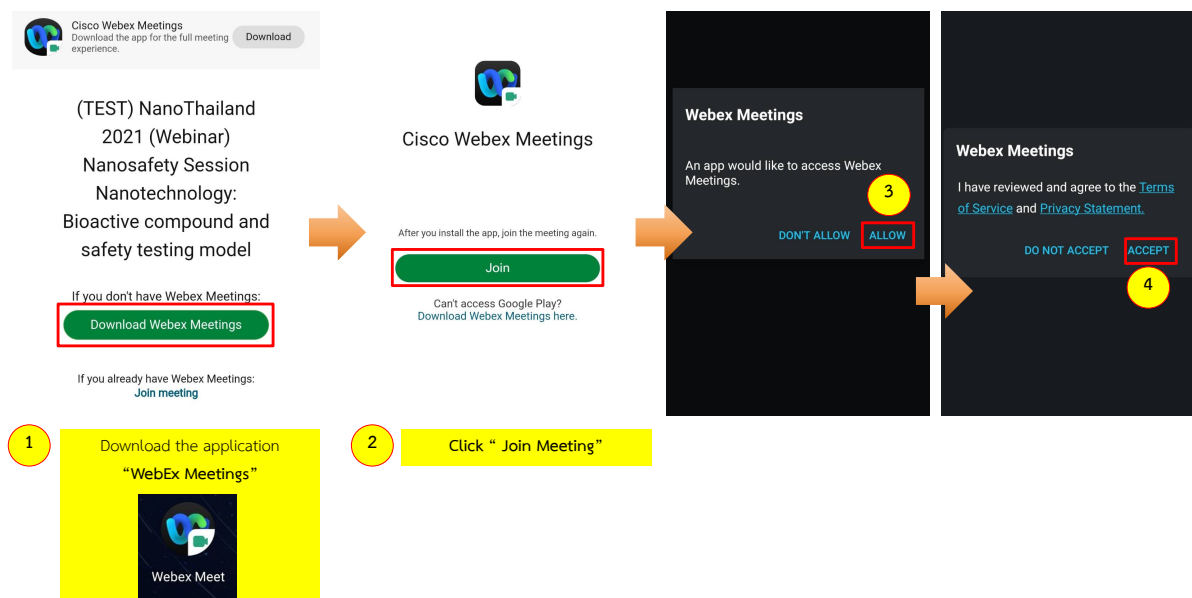 Cisco Webex Meetings
Download the app for the full meeting
experience.
Download
(TEST) NanoThailand
2021 (Webinar)
Nanosafety Session
Nanotechnology:
Bioactive compound and
safety testing model
If you don't have Webex Meetings:
Download Webex Meetings
If you already have Webex Meetings:
Join meeting
1
Download the application
“WebEx Meetings”
Webex Meet
Cisco Webex Meetings
After you install the app, join the meeting again.
Join
Can't access Google Play?
Download Webex Meetings here.
2
Click “ Join Meeting”
Webex Meetings
An app would like to access Webex
Meetings.
3
DON'T ALLOW
ALLOW
Webex Meetings
I have reviewed and agree to the Terms
of Service and Privacy Statement.
DO NOT ACCEPT
ACCEPT
4